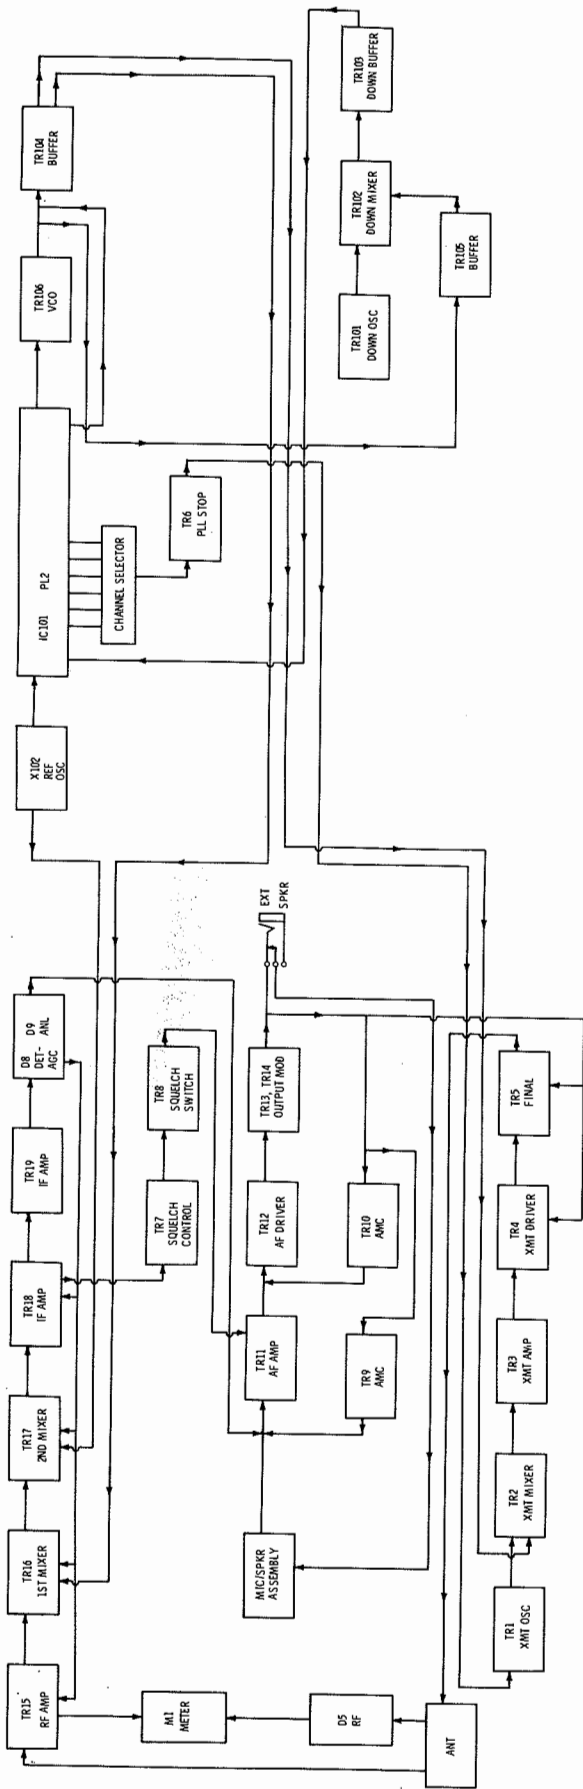 TR15
RF AMP
TR16
1ST MIXER
TR17
2ND MIXER
TR18
IF AMP
TR19
IF AMP
D8 D9
DET- ANL
AGC
X102
REF
OSC
IC101 PL2
TR106
VCO
TR104
BUFFER
CHANNEL SELECTOR
TR6
PLL STOP
TR101
DOWN OSC
TR102
DOWN MIXER
TR103
DOWN BUFFER
TR105
BUFFER
M1
METER
D5 RF
ANT
TR7
SQUELCH
CONTROL
TR8
SQUELCH
SWITCH
MIC/SPKR
ASSEMBLY
TR11
AF AMP
TR12
AF DRIVER
TR13, TR14
OUTPUT MOD
EXT
SPKR
TR9
AMC
TR10
AMC
TR1
XMT OSC
TR2
XMT MIXER
TR3
XMT AMP
TR4
XMT DRIVER
TR5
FINAL